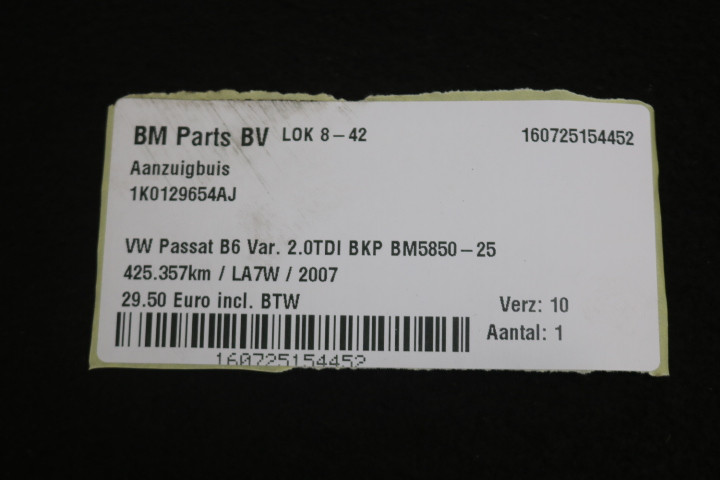 BM Parts BV LOK 8-42 160725154452
Aanzuigbuis
1K0129654AJ
VW Passat B6 Var. 2.0TDI BKP BM5850-25
425.357km / LA7W / 2007
29.50 Euro incl. BTW Verz: 10
Aantal: 1
160725154452